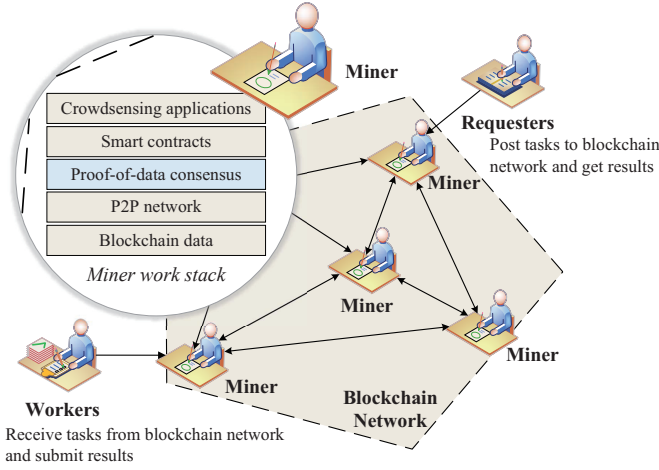 Miner
Crowdsensing applications
Smart contracts
Proof-of-data consensus
P2P network
Blockchain data
Miner work stack
Requesters
Post tasks to blockchain
network and get results
Miner
Miner
Miner
Miner
Blockchain
Network
Workers
Receive tasks from blockchain network
and submit results